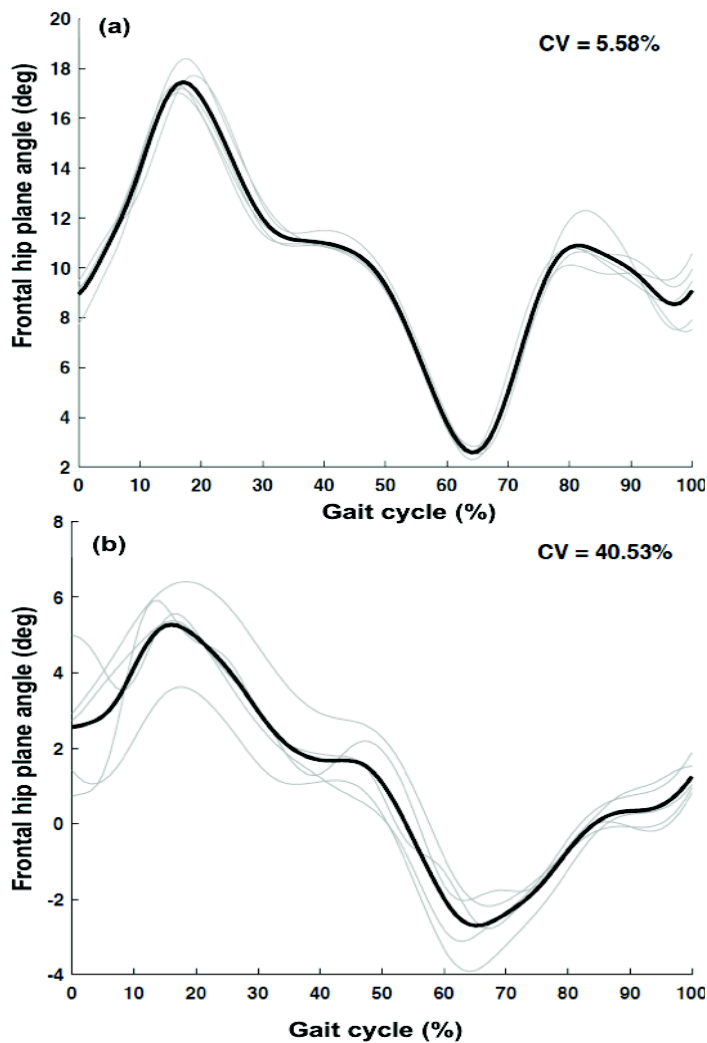 (a)
CV = 5.58%
Frontal hip plane angle (deg)
20
18
16
14
12
10
8
6
4
2
0 10 20 30 40 50 60 70 80 90 100
Gait cycle (%)
(b)
CV = 40.53%
Frontal hip plane angle (deg)
8
6
4
2
0
-2
-4
0 10 20 30 40 50 60 70 80 90 100
Gait cycle (%)